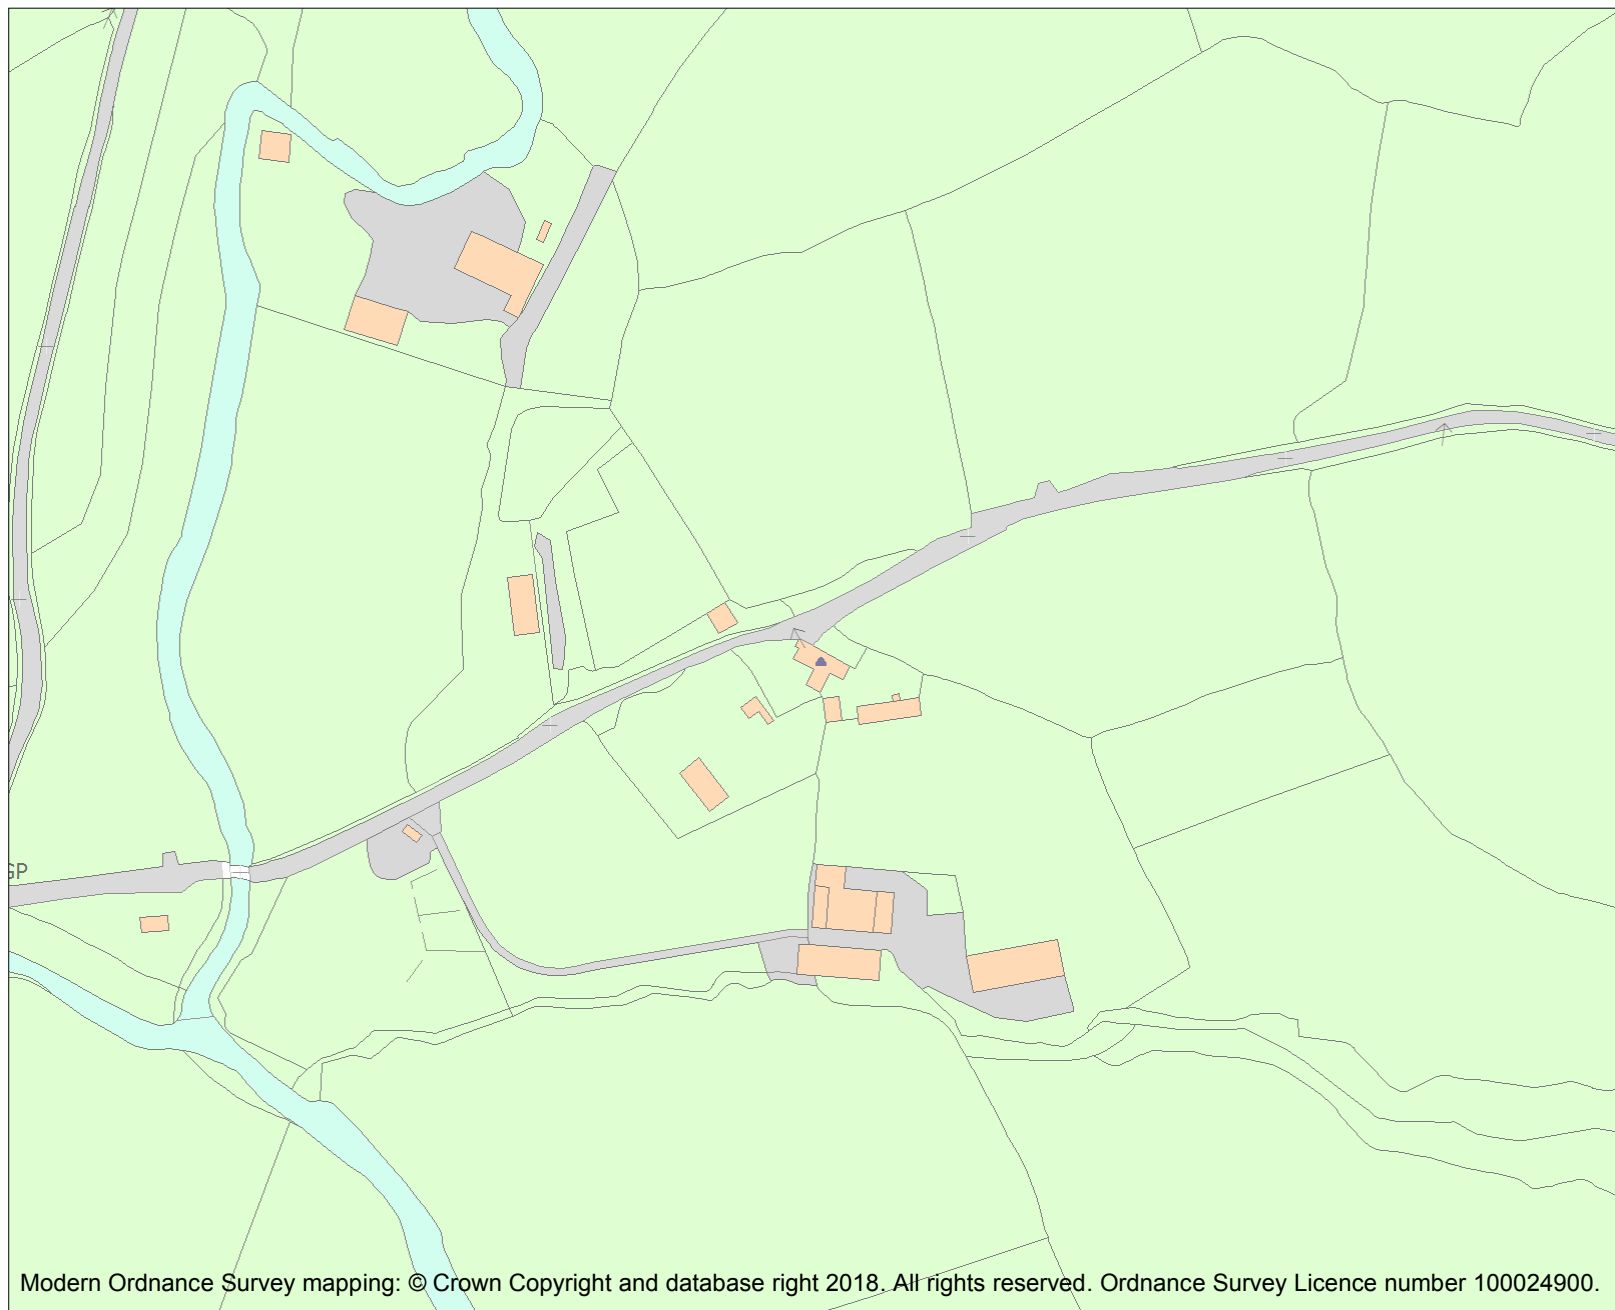 GP
Modern Ordnance Survey mapping: © Crown Copyright and database right 2018. All rights reserved. Ordnance Survey Licence number 100024900.